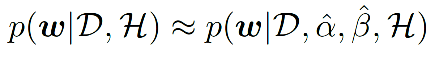 p(w|𝒟, ℋ) ≈ p(w|𝒟, α̂, β̂, ℋ)